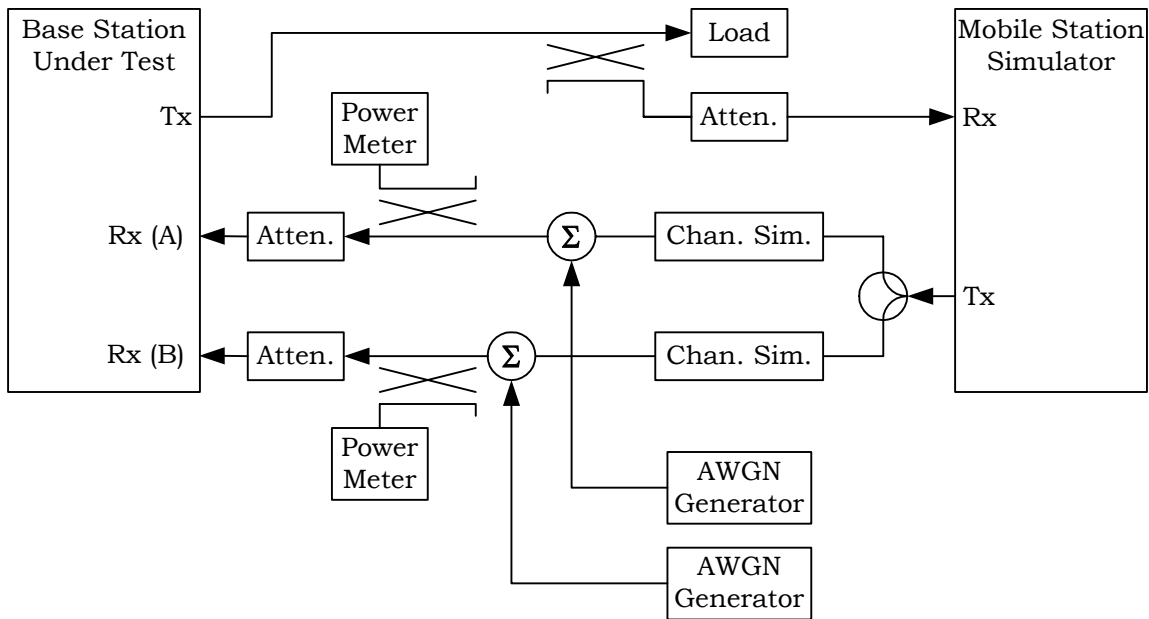 Base Station
Under Test
Load
Mobile Station
Simulator
Tx
Power
Meter
Atten.
Rx
Rx (A)
Atten.
Σ
Chan. Sim.
Tx
Rx (B)
Atten.
Σ
Chan. Sim.
Power
Meter
AWGN
Generator
AWGN
Generator